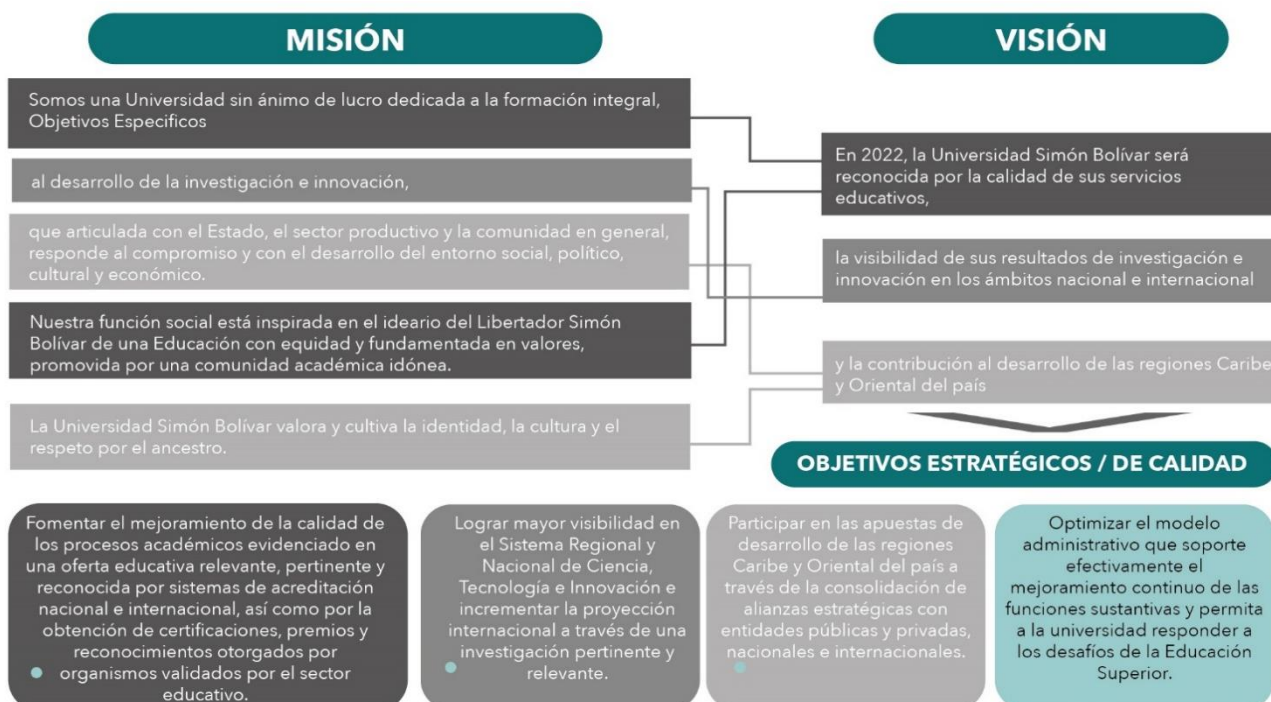 MISIÓN
Somos una Universidad sin ánimo de lucro dedicada a la formación integral,
Objetivos Especificos
al desarrollo de la investigación e innovación,
que articulada con el Estado, el sector productivo y la comunidad en general,
responde al compromiso y con el desarrollo del entorno social, político,
cultural y económico.
Nuestra función social está inspirada en el ideario del Libertador Simón
Bolívar de una Educación con equidad y fundamentada en valores,
promovida por una comunidad académica idónea.
La Universidad Simón Bolívar valora y cultiva la identidad, la cultura y el
respeto por el ancestro.
VISIÓN
En 2022, la Universidad Simón Bolívar será
reconocida por la calidad de sus servicios
educativos,
la visibilidad de sus resultados de investigación e
innovación en los ámbitos nacional e internacional
y la contribución al desarrollo de las regiones Caribe
y Oriental del país
OBJETIVOS ESTRATÉGICOS / DE CALIDAD
Fomentar el mejoramiento de la calidad de
los procesos académicos evidenciado en
una oferta educativa relevante, pertinente y
reconocida por sistemas de acreditación
nacional e internacional, así como por la
obtención de certificaciones, premios y
reconocimientos otorgados por
organismos validados por el sector
educativo.
Lograr mayor visibilidad en
el Sistema Regional y
Nacional de Ciencia,
Tecnología e Innovación e
incrementar la proyección
internacional a través de una
investigación pertinente y
relevante.
Participar en las apuestas de
desarrollo de las regiones
Caribe y Oriental del país a
través de la consolidación de
alianzas estratégicas con
entidades públicas y privadas,
nacionales e internacionales.
Optimizar el modelo
administrativo que soporte
efectivamente el
mejoramiento continuo de las
funciones sustantivas y permita
a la universidad responder a
los desafíos de la Educación
Superior.